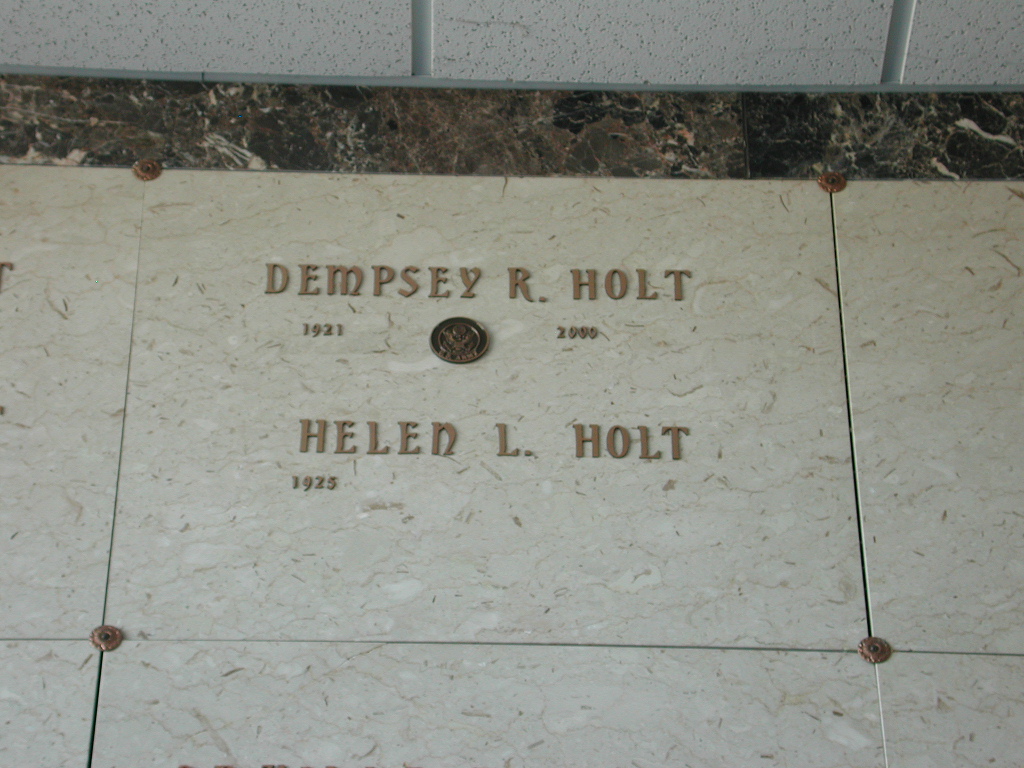 DEMPSEY R. HOLT
1921 2000
HELEN L. HOLT
1925